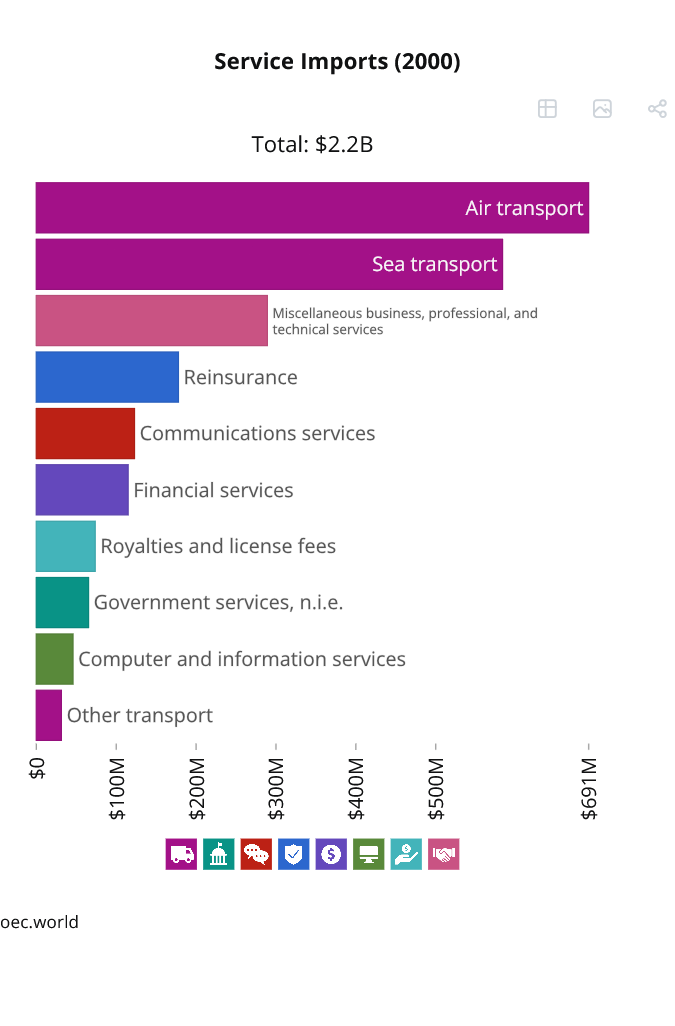 Service Imports (2000)
Total: $2.2B
Air transport
Sea transport
Miscellaneous business, professional, and
technical services
Reinsurance
Communications services
Financial services
Royalties and license fees
Government services, n.i.e.
Computer and information services
Other transport
$0
$100M
$200M
$300M
$400M
$500M
$691M
oec.world